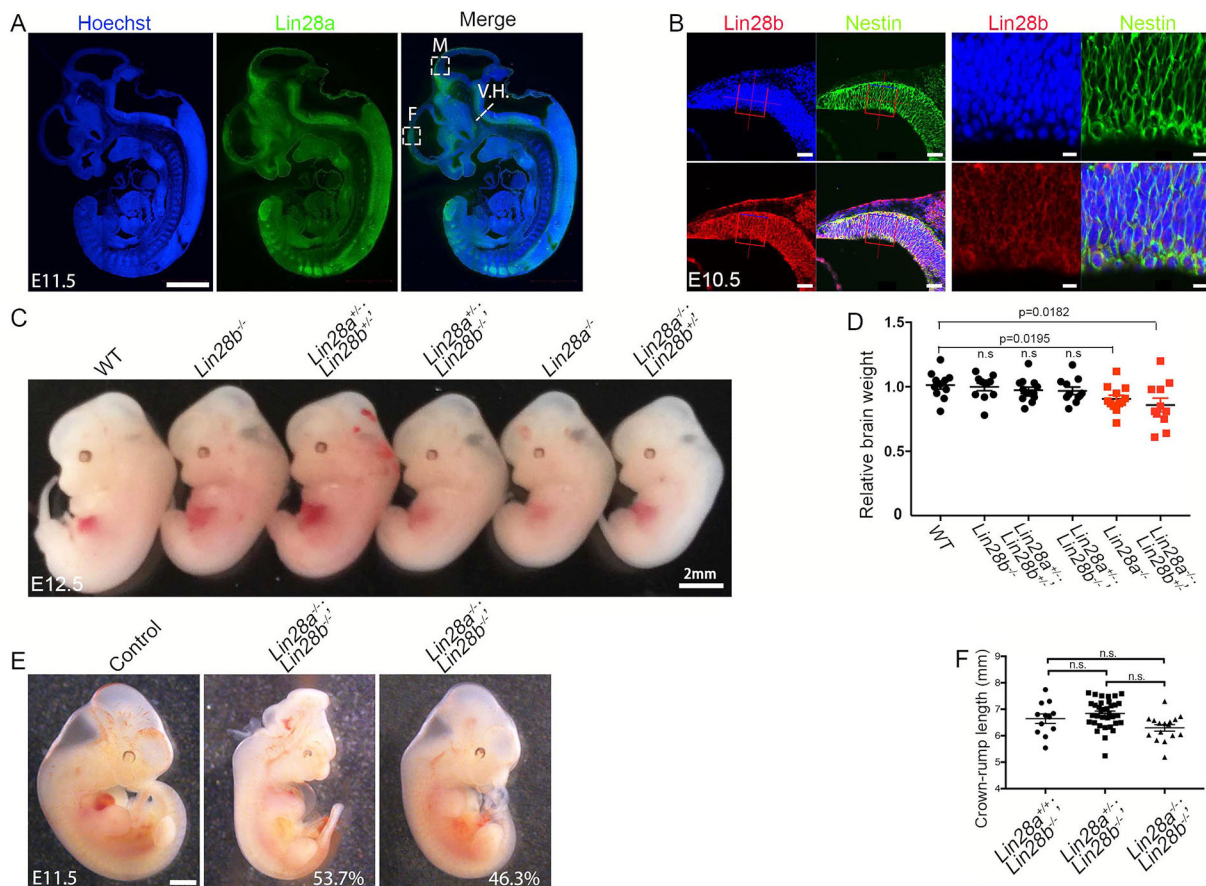 A
Hoechst
Lin28a
Merge
M
F
V.H.
E11.5
B
Lin28b
Nestin
Lin28b
Nestin
E10.5
C
WT
Lin28b-/-
Lin28a+/-;
Lin28b+/-
Lin28a+/-;
Lin28b-/-
Lin28a-/-
Lin28a-/-;
Lin28b+/-
E12.5
2mm
D
p=0.0182
p=0.0195
n.s
n.s
n.s
Relative brain weight
1.5
1.0
0.5
0
WT
Lin28b-/-
Lin28a+/-;
Lin28b+/-
Lin28a+/-;
Lin28b-/-
Lin28a-/-
Lin28a-/-;
Lin28b+/-
E
Control
Lin28a-/-;
Lin28b-/-
Lin28a-/-;
Lin28b-/-
E11.5
53.7%
46.3%
F
n.s.
n.s.
n.s.
Crown-rump length (mm)
9
8
7
6
5
4
Lin28a+/+;
Lin28b-/-
Lin28a+/-;
Lin28b-/-
Lin28a-/-;
Lin28b-/-